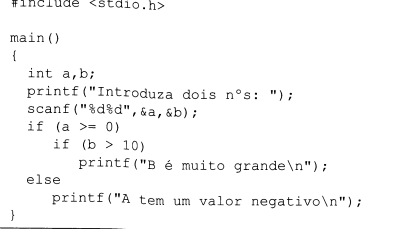 #include <stdio.h>
main()
{
int a,b;
printf("Introduza dois nºs: ");
scanf("%d%d",&a,&b);
if (a >= 0)
if (b > 10)
printf("B é muito grande\n");
else
printf("A tem um valor negativo\n");
}